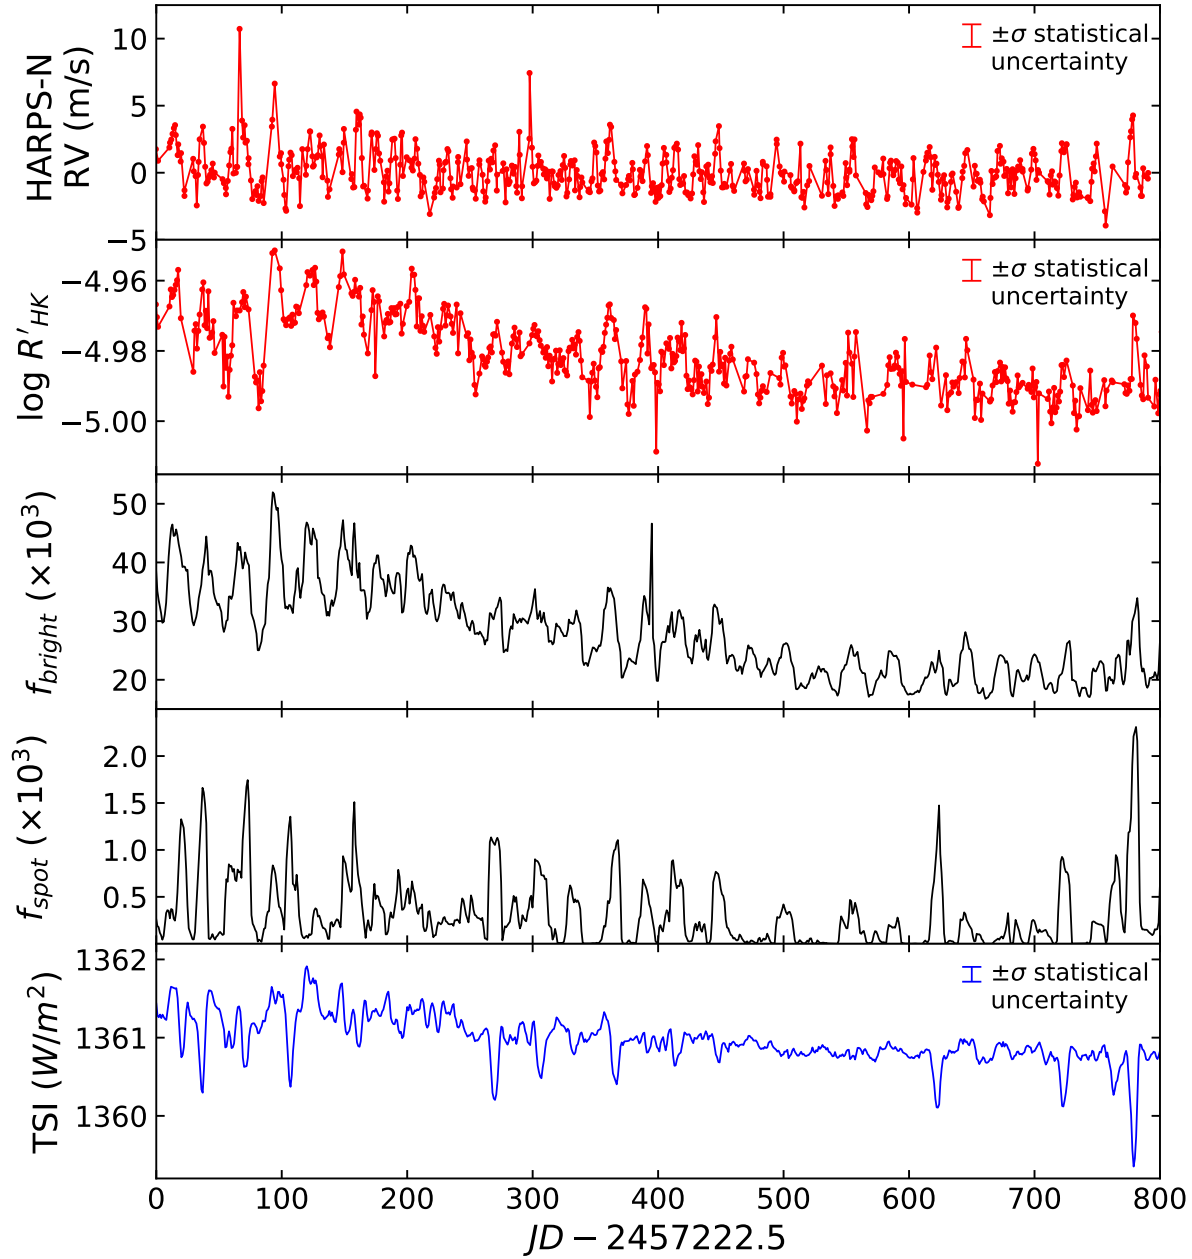 HARPS-N
RV (m/s)
10
5
0
−5
±σ statistical
uncertainty
log R′HK
−4.96
−4.98
−5.00
±σ statistical
uncertainty
fbright (×10³)
50
40
30
20
fspot (×10³)
2.0
1.5
1.0
0.5
TSI (W/m²)
1362
1361
1360
±σ statistical
uncertainty
0 100 200 300 400 500 600 700 800
JD − 2457222.5